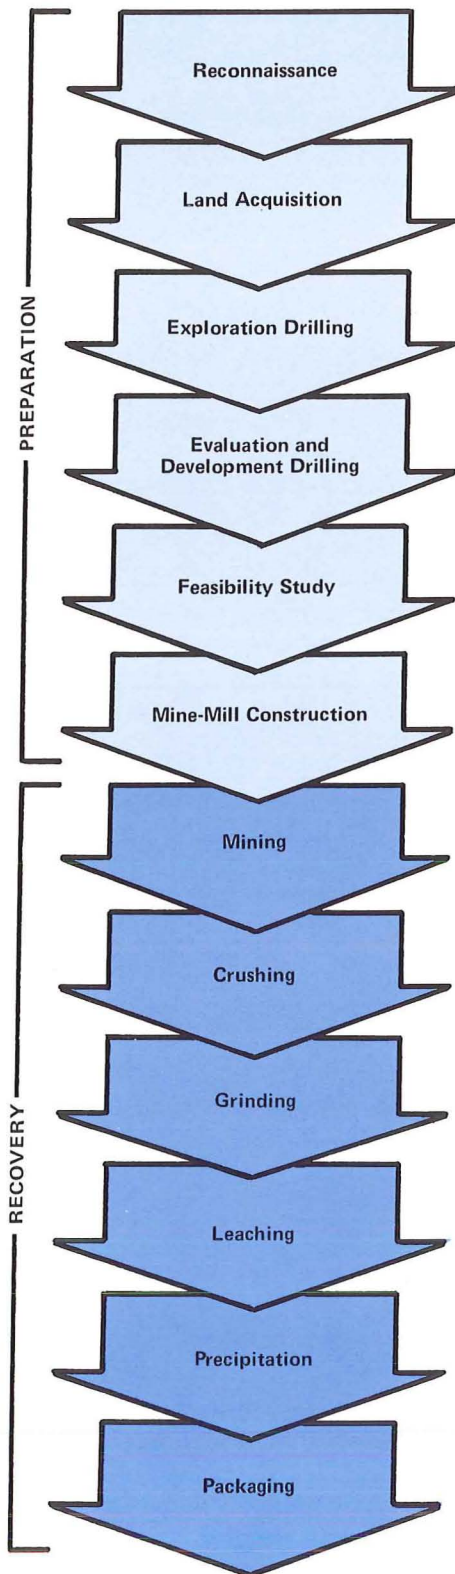 PREPARATION
Reconnaissance
Land Acquisition
Exploration Drilling
Evaluation and
Development Drilling
Feasibility Study
Mine-Mill Construction
RECOVERY
Mining
Crushing
Grinding
Leaching
Precipitation
Packaging